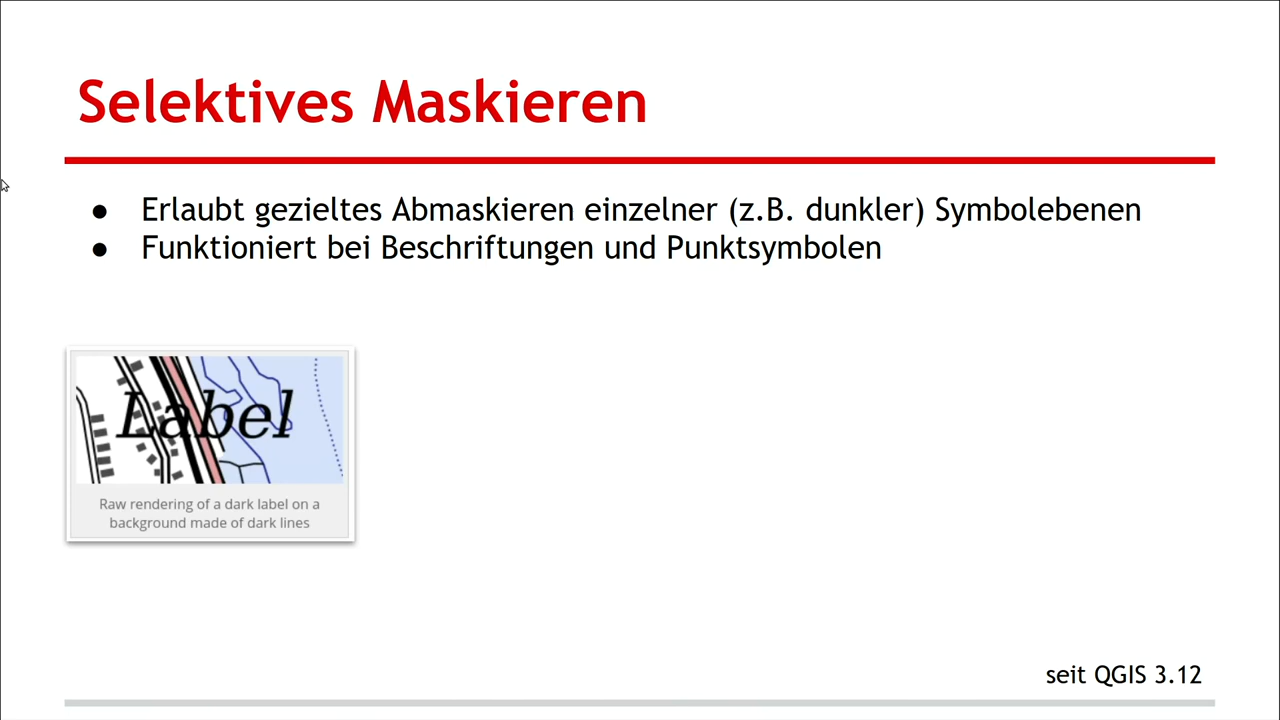 Selektives Maskieren
● Erlaubt gezieltes Abmaskieren einzelner (z.B. dunkler) Symbolebenen
● Funktioniert bei Beschriftungen und Punktsymbolen
Label
Raw rendering of a dark label on a
background made of dark lines
seit QGIS 3.12